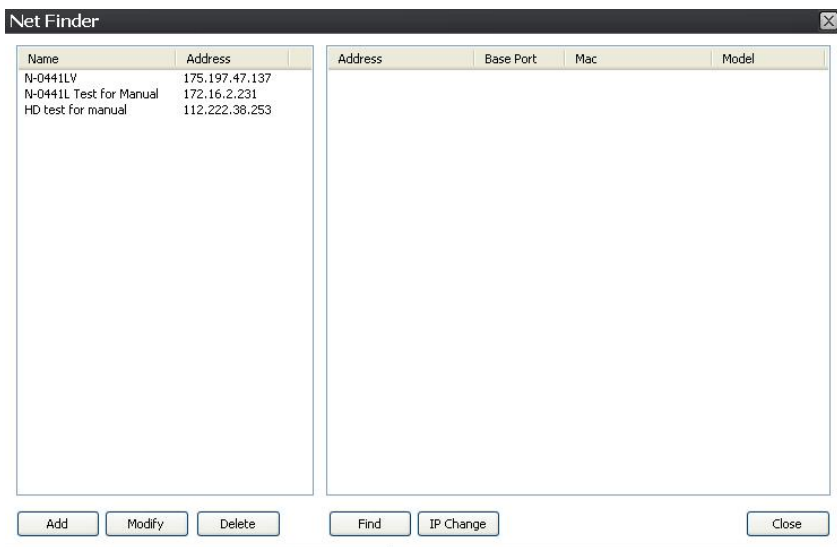 Net Finder
Name Address
N-0441LV 175.197.47.137
N-0441L Test for Manual 172.16.2.231
HD test for manual 112.222.38.253
Address Base Port Mac Model
Add Modify Delete Find IP Change Close